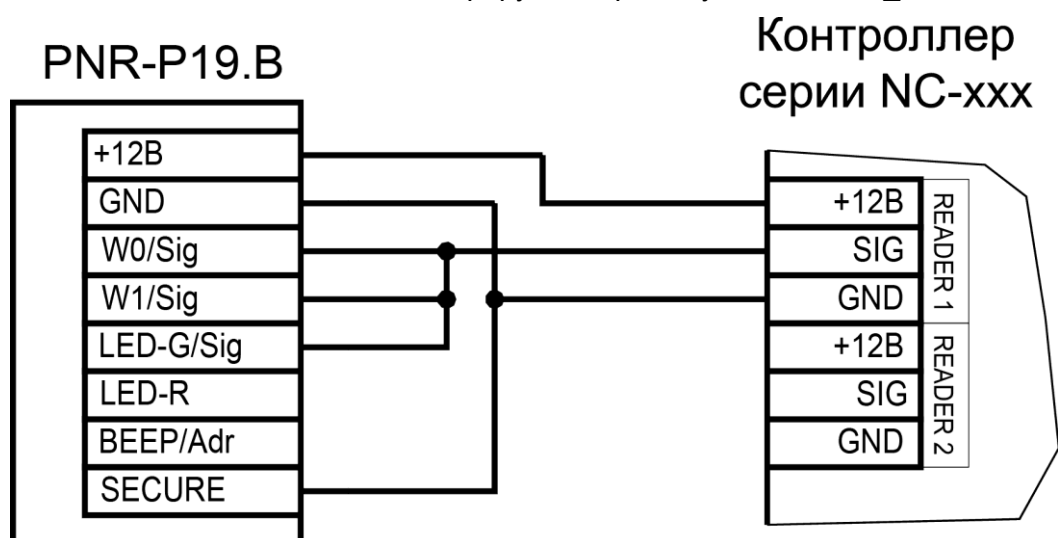 PNR-P19.B
+12В
GND
W0/Sig
W1/Sig
LED-G/Sig
LED-R
BEEP/Adr
SECURE
Контроллер
серии NC-xxx
+12В
SIG
GND
READER 1
+12В
SIG
GND
READER 2